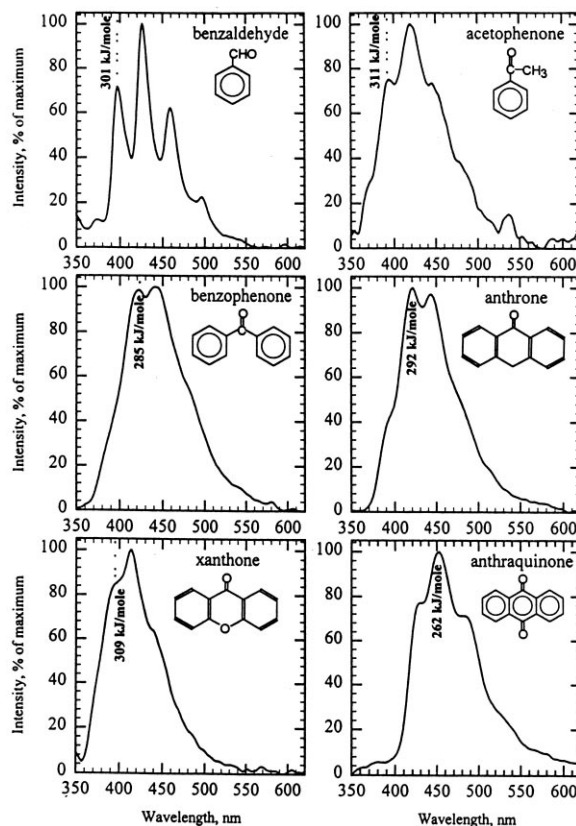 benzaldehyde
301 kJ/mole
CHO
100
80
60
40
20
0
350 400 450 500 550 600
Intensity, % of maximum
acetophenone
311 kJ/mole
O
C-CH3
100
80
60
40
20
0
350 400 450 500 550 600
benzophenone
285 kJ/mole
O
C
100
80
60
40
20
0
350 400 450 500 550 600
Intensity, % of maximum
anthrone
292 kJ/mole
O
100
80
60
40
20
0
350 400 450 500 550 600
xanthone
309 kJ/mole
O
O
100
80
60
40
20
0
350 400 450 500 550 600
Intensity, % of maximum
Wavelength, nm
anthraquinone
262 kJ/mole
O
O
100
80
60
40
20
0
350 400 450 500 550 600
Wavelength, nm